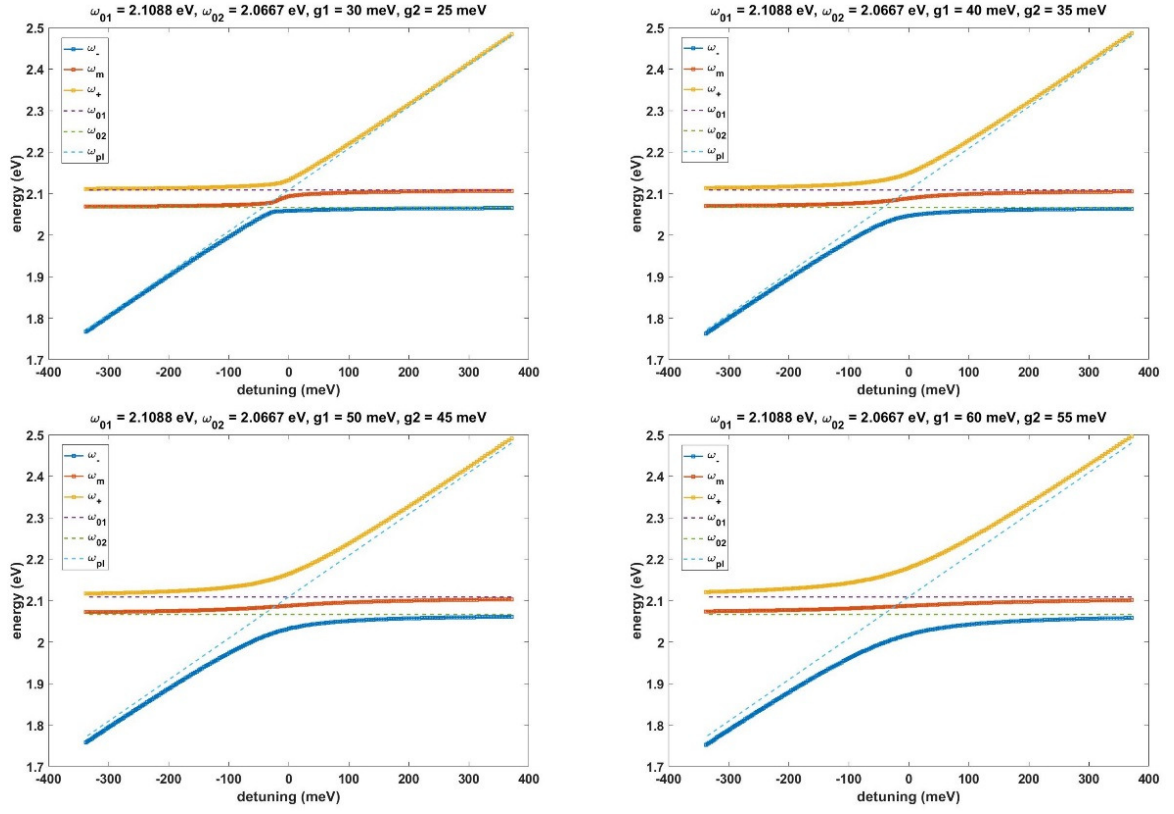 ω01 = 2.1088 eV, ω02 = 2.0667 eV, g1 = 30 meV, g2 = 25 meV
2.5
2.4
2.3
2.2
2.1
2
1.9
1.8
1.7
energy (eV)
ω-
ωm
ω+
ω01
ω02
ωpl
-400 -300 -200 -100 0 100 200 300 400
detuning (meV)
ω01 = 2.1088 eV, ω02 = 2.0667 eV, g1 = 40 meV, g2 = 35 meV
2.5
2.4
2.3
2.2
2.1
2
1.9
1.8
1.7
energy (eV)
ω-
ωm
ω+
ω01
ω02
ωpl
-400 -300 -200 -100 0 100 200 300 400
detuning (meV)
ω01 = 2.1088 eV, ω02 = 2.0667 eV, g1 = 50 meV, g2 = 45 meV
2.5
2.4
2.3
2.2
2.1
2
1.9
1.8
1.7
energy (eV)
ω-
ωm
ω+
ω01
ω02
ωpl
-400 -300 -200 -100 0 100 200 300 400
detuning (meV)
ω01 = 2.1088 eV, ω02 = 2.0667 eV, g1 = 60 meV, g2 = 55 meV
2.5
2.4
2.3
2.2
2.1
2
1.9
1.8
1.7
energy (eV)
ω-
ωm
ω+
ω01
ω02
ωpl
-400 -300 -200 -100 0 100 200 300 400
detuning (meV)